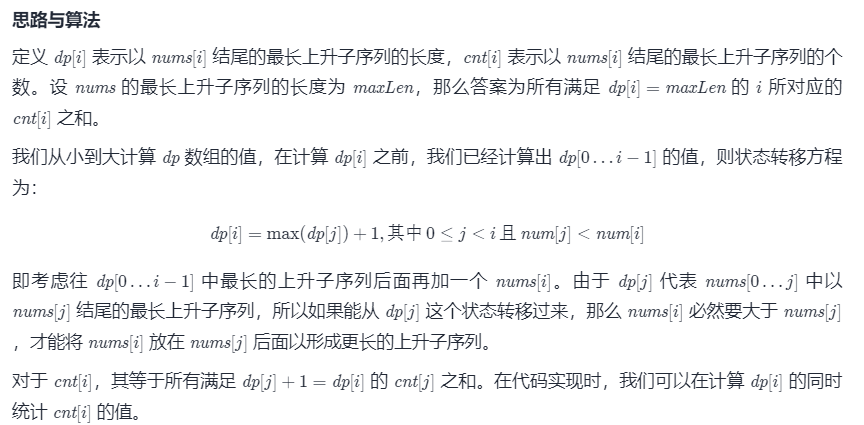 思路与算法
定义 dp[i] 表示以 nums[i] 结尾的最长上升子序列的长度，cnt[i] 表示以 nums[i] 结尾的最长上升子序列的个
数。设 nums 的最长上升子序列的长度为 maxLen，那么答案为所有满足 dp[i] = maxLen 的 i 所对应的
cnt[i] 之和。
我们从小到大计算 dp 数组的值，在计算 dp[i] 之前，我们已经计算出 dp[0…i−1] 的值，则状态转移方程
为：
dp[i] = max(dp[j]) + 1, 其中 0 ≤ j < i 且 num[j] < num[i]
即考虑往 dp[0…i−1] 中最长的上升子序列后面再加一个 nums[i]。由于 dp[j] 代表 nums[0…j] 中以
nums[j] 结尾的最长上升子序列，所以如果能从 dp[j] 这个状态转移过来，那么 nums[i] 必然要大于 nums[j]
，才能将 nums[i] 放在 nums[j] 后面以形成更长的上升子序列。
对于 cnt[i]，其等于所有满足 dp[j] + 1 = dp[i] 的 cnt[j] 之和。在代码实现时，我们可以在计算 dp[i] 的同时
统计 cnt[i] 的值。